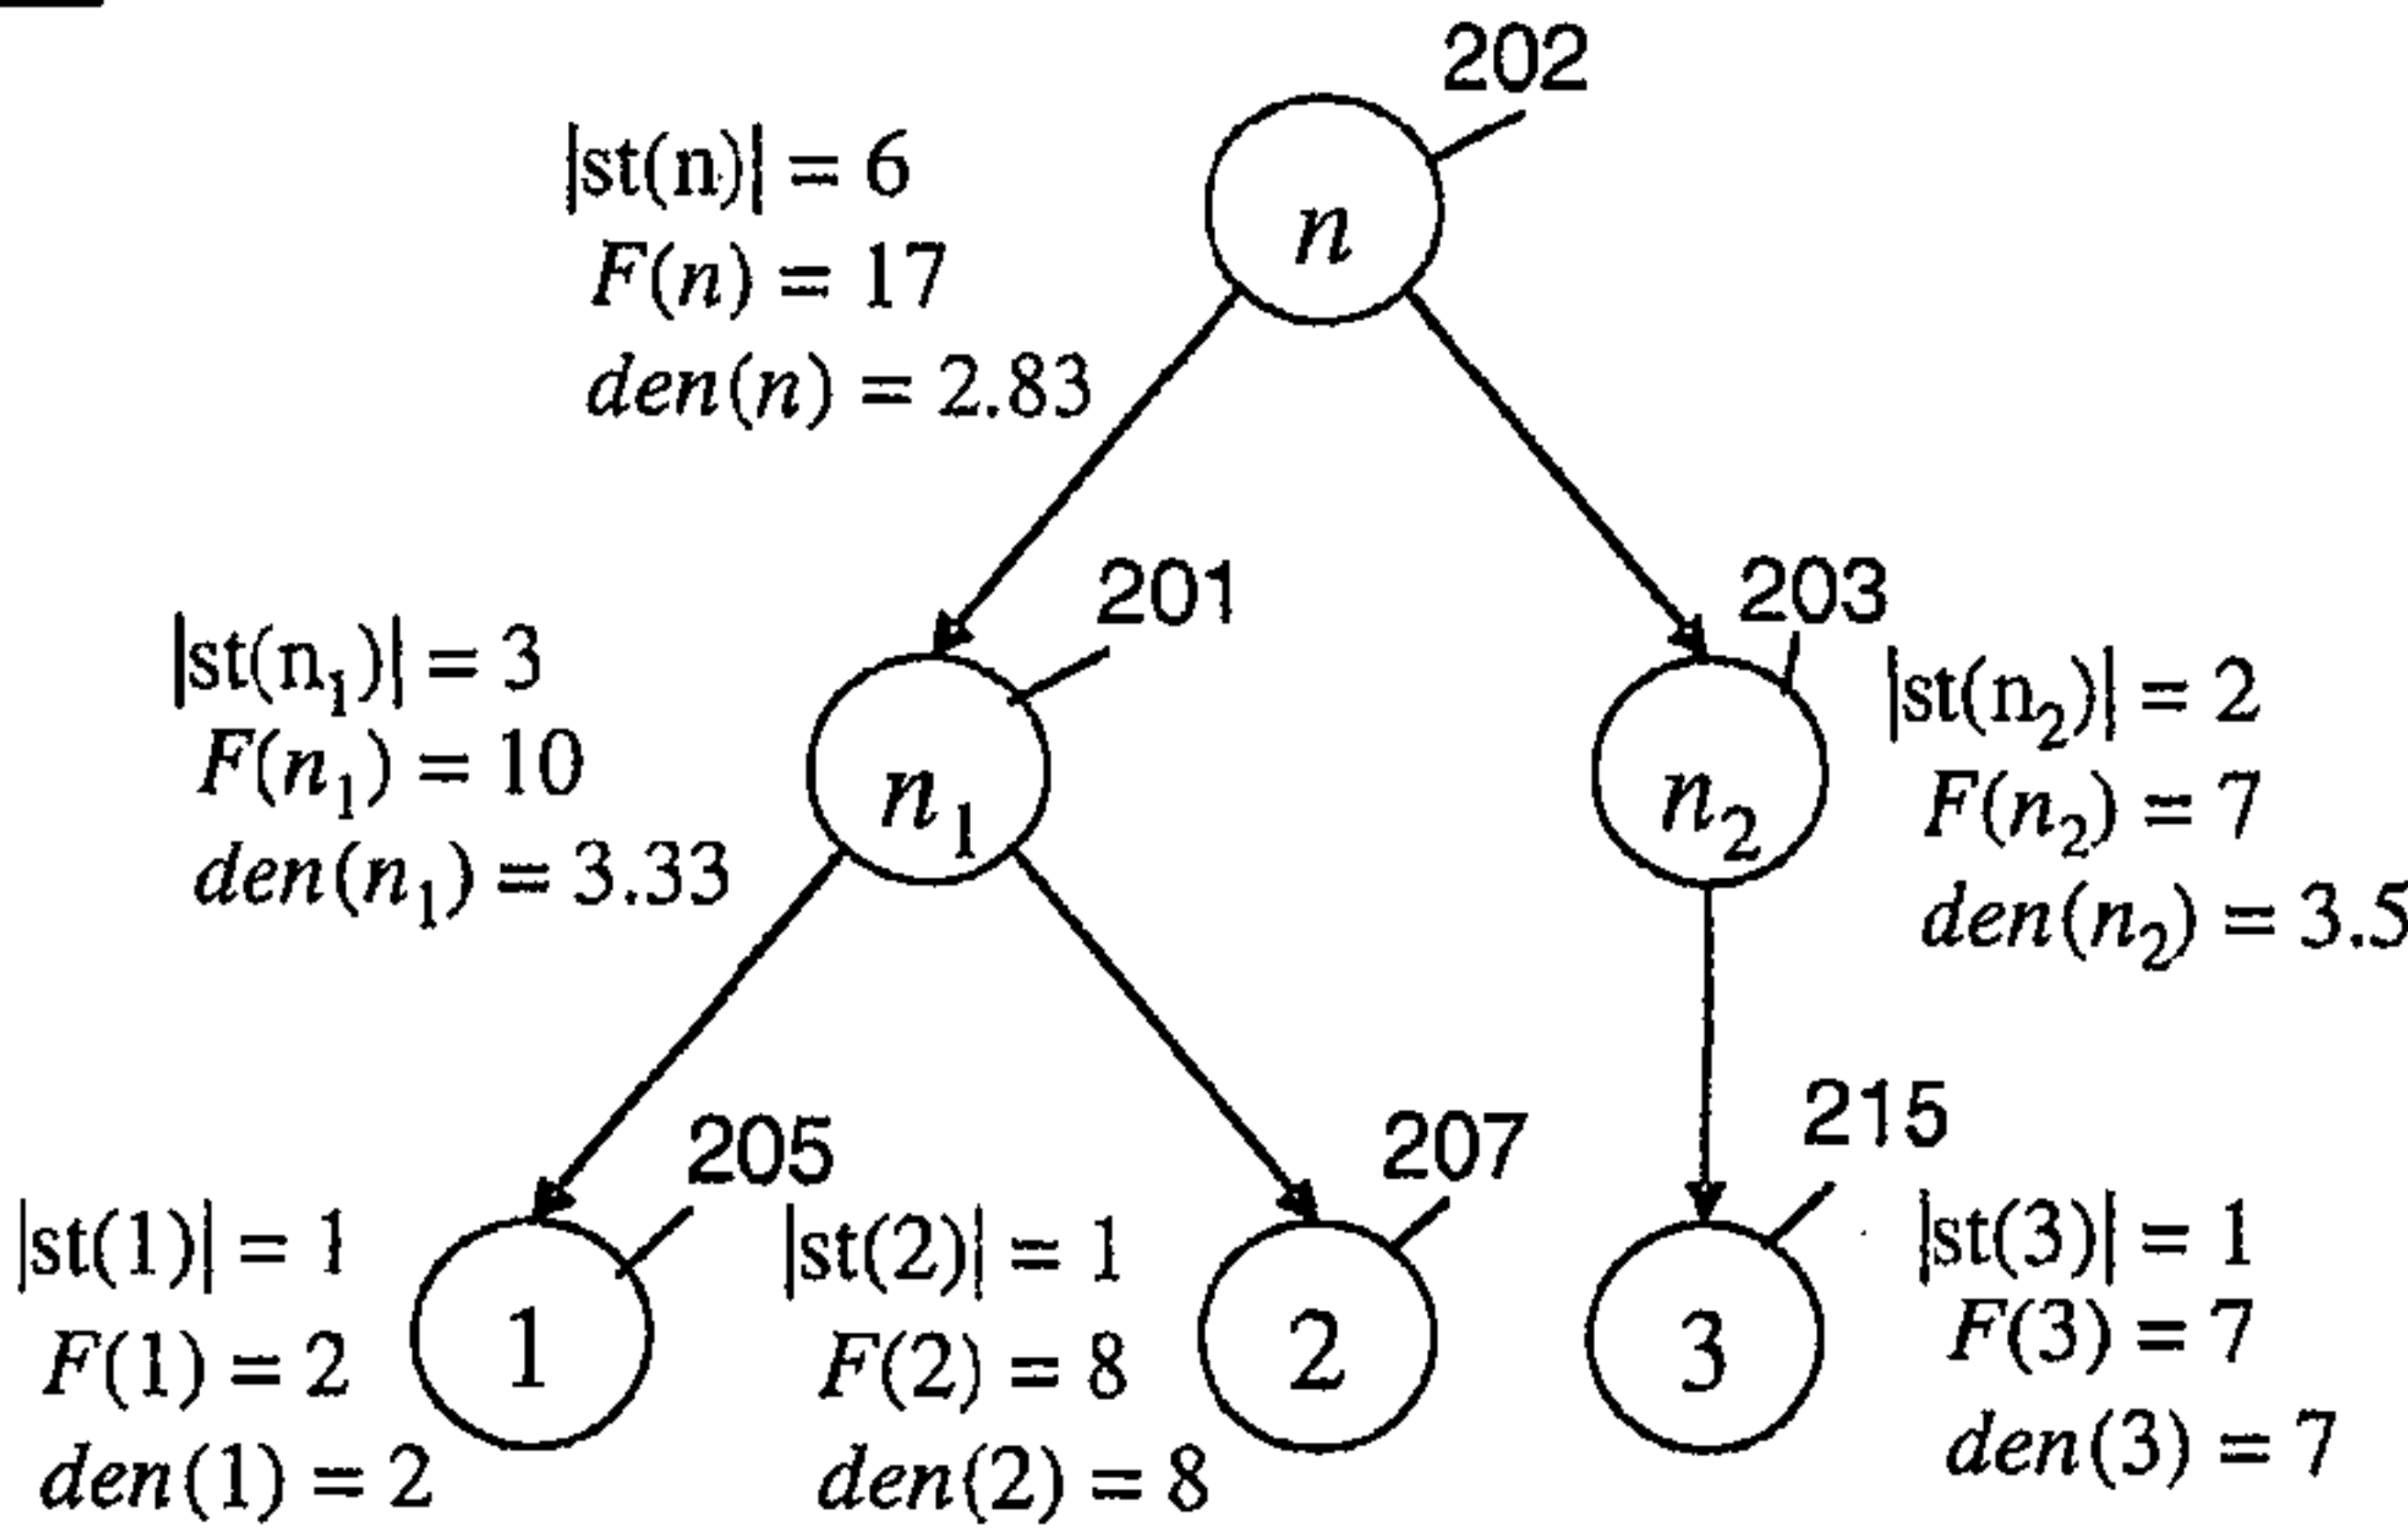 202
|st(n)| = 6
F(n) = 17
den(n) = 2.83
n
201
203
|st(n₁)| = 3
F(n₁) = 10
den(n₁) = 3.33
n₁
n₂
|st(n₂)| = 2
F(n₂) = 7
den(n₂) = 3.5
205
207
215
|st(1)| = 1
F(1) = 2
den(1) = 2
1
|st(2)| = 1
F(2) = 8
den(2) = 8
2
3
|st(3)| = 1
F(3) = 7
den(3) = 7